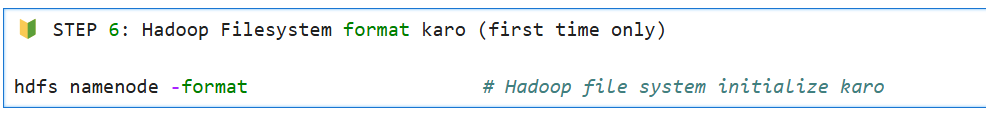 🔰 STEP 6: Hadoop Filesystem format karo (first time only)
hdfs namenode -format # Hadoop file system initialize karo